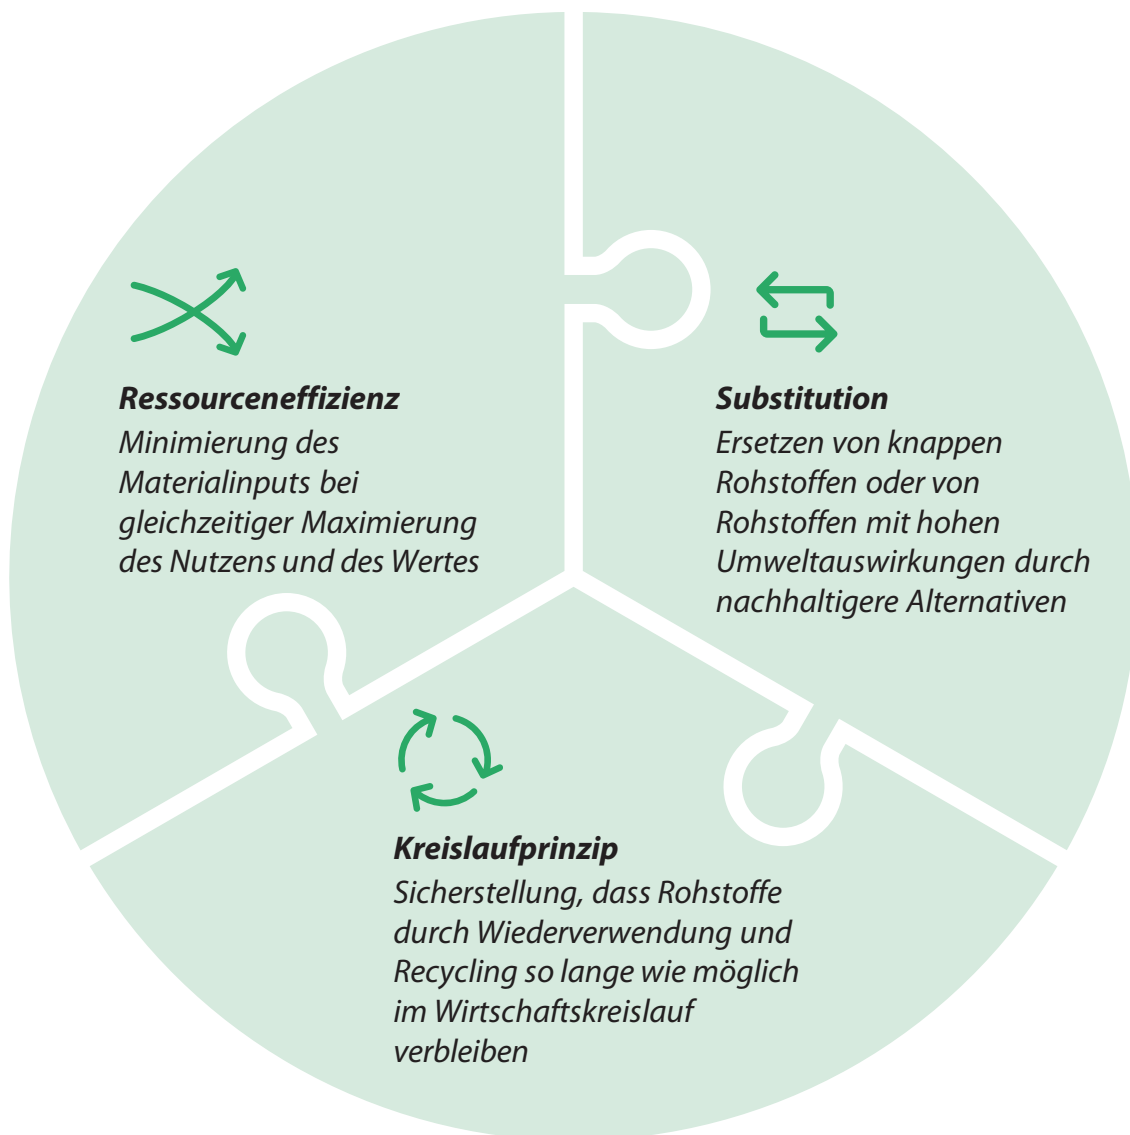 Ressourceneffizienz
Minimierung des
Materialinputs bei
gleichzeitiger Maximierung
des Nutzens und des Wertes
Substitution
Ersetzen von knappen
Rohstoffen oder von
Rohstoffen mit hohen
Umweltauswirkungen durch
nachhaltigere Alternativen
Kreislaufprinzip
Sicherstellung, dass Rohstoffe
durch Wiederverwendung und
Recycling so lange wie möglich
im Wirtschaftskreislauf
verbleiben